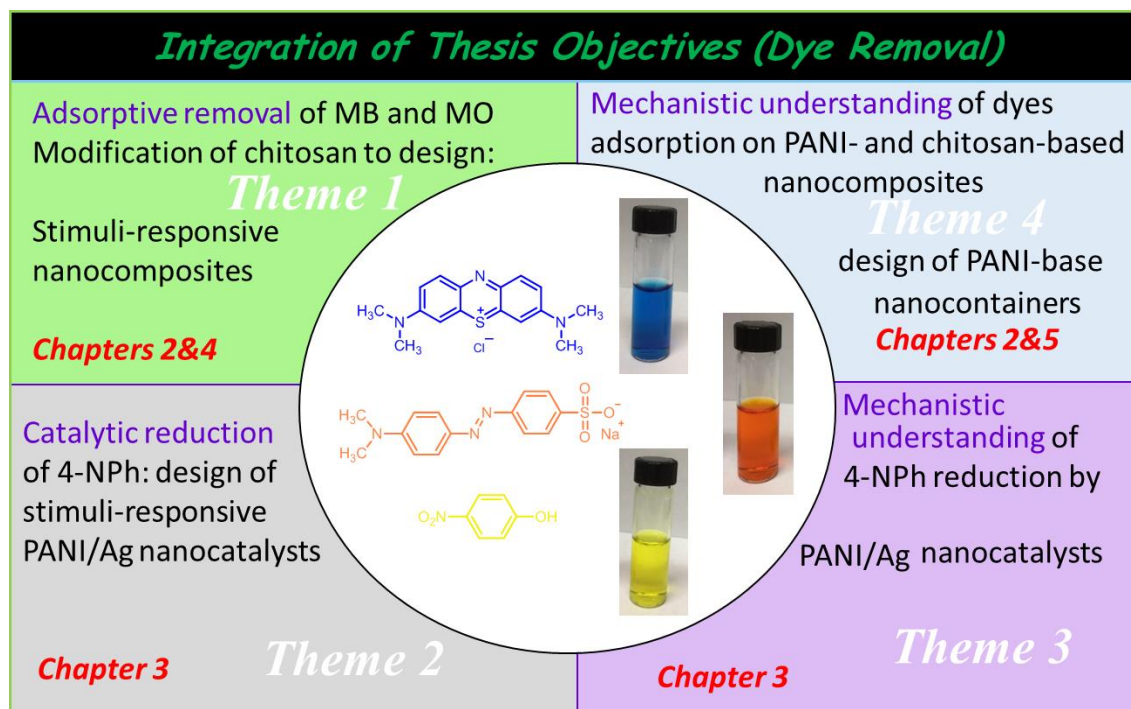 Integration of Thesis Objectives (Dye Removal)
Adsorptive removal of MB and MO
Modification of chitosan to design:
Theme 1
Stimuli-responsive
nanocomposites
Chapters 2&4
Mechanistic understanding of dyes
adsorption on PANI- and chitosan-based
nanocomposites
Theme 4
design of PANI-base
nanocontainers
Chapters 2&5
N
H₃C
N
CH₃
S
+
Cl⁻
N
CH₃
CH₃
H₃C
N
CH₃
N
N
O
S
O
O⁻
Na⁺
O₂N
OH
Catalytic reduction
of 4-NPh: design of
stimuli-responsive
PANI/Ag nanocatalysts
Theme 2
Chapter 3
Mechanistic
understanding of
4-NPh reduction by
PANI/Ag nanocatalysts
Theme 3
Chapter 3